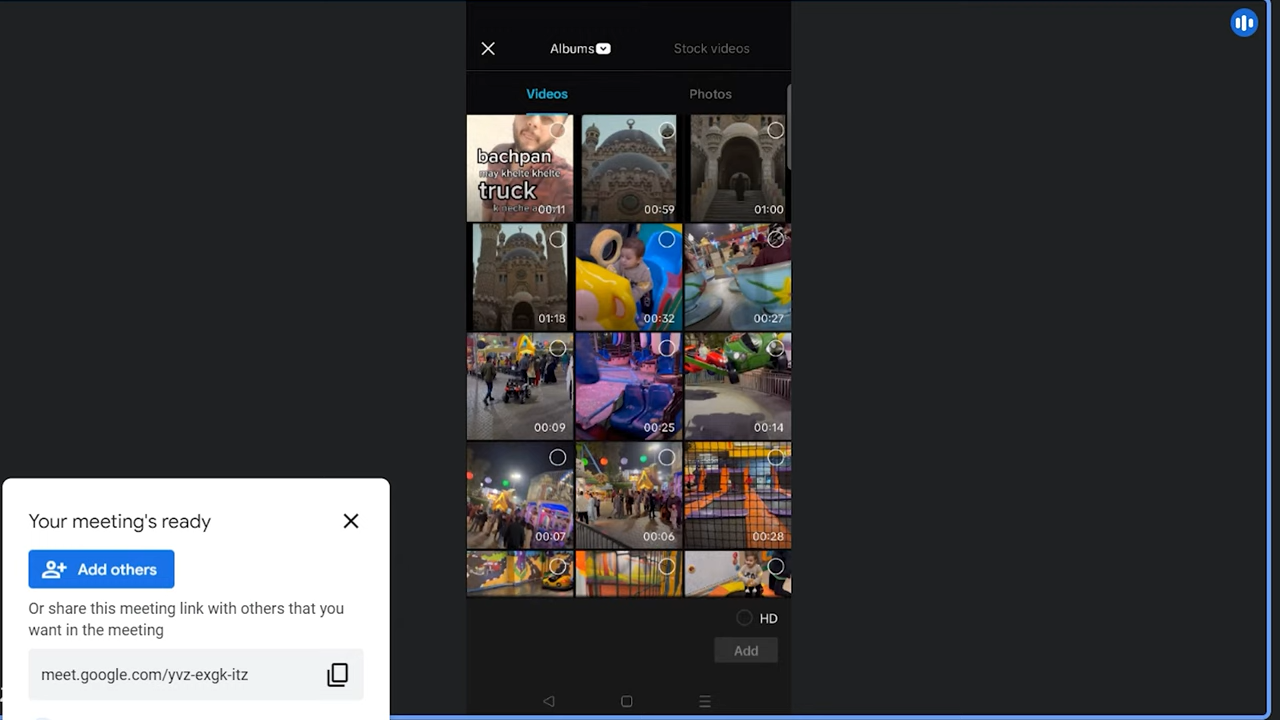 Albums
Stock videos
Videos
Photos
bachpan
may khelte khelte
truck
00:11
00:59
01:00
01:18
00:32
00:27
00:09
00:25
00:14
00:07
00:06
00:28
HD
Add
Your meeting's ready
Add others
Or share this meeting link with others that you
want in the meeting
meet.google.com/yvz-exgk-itz